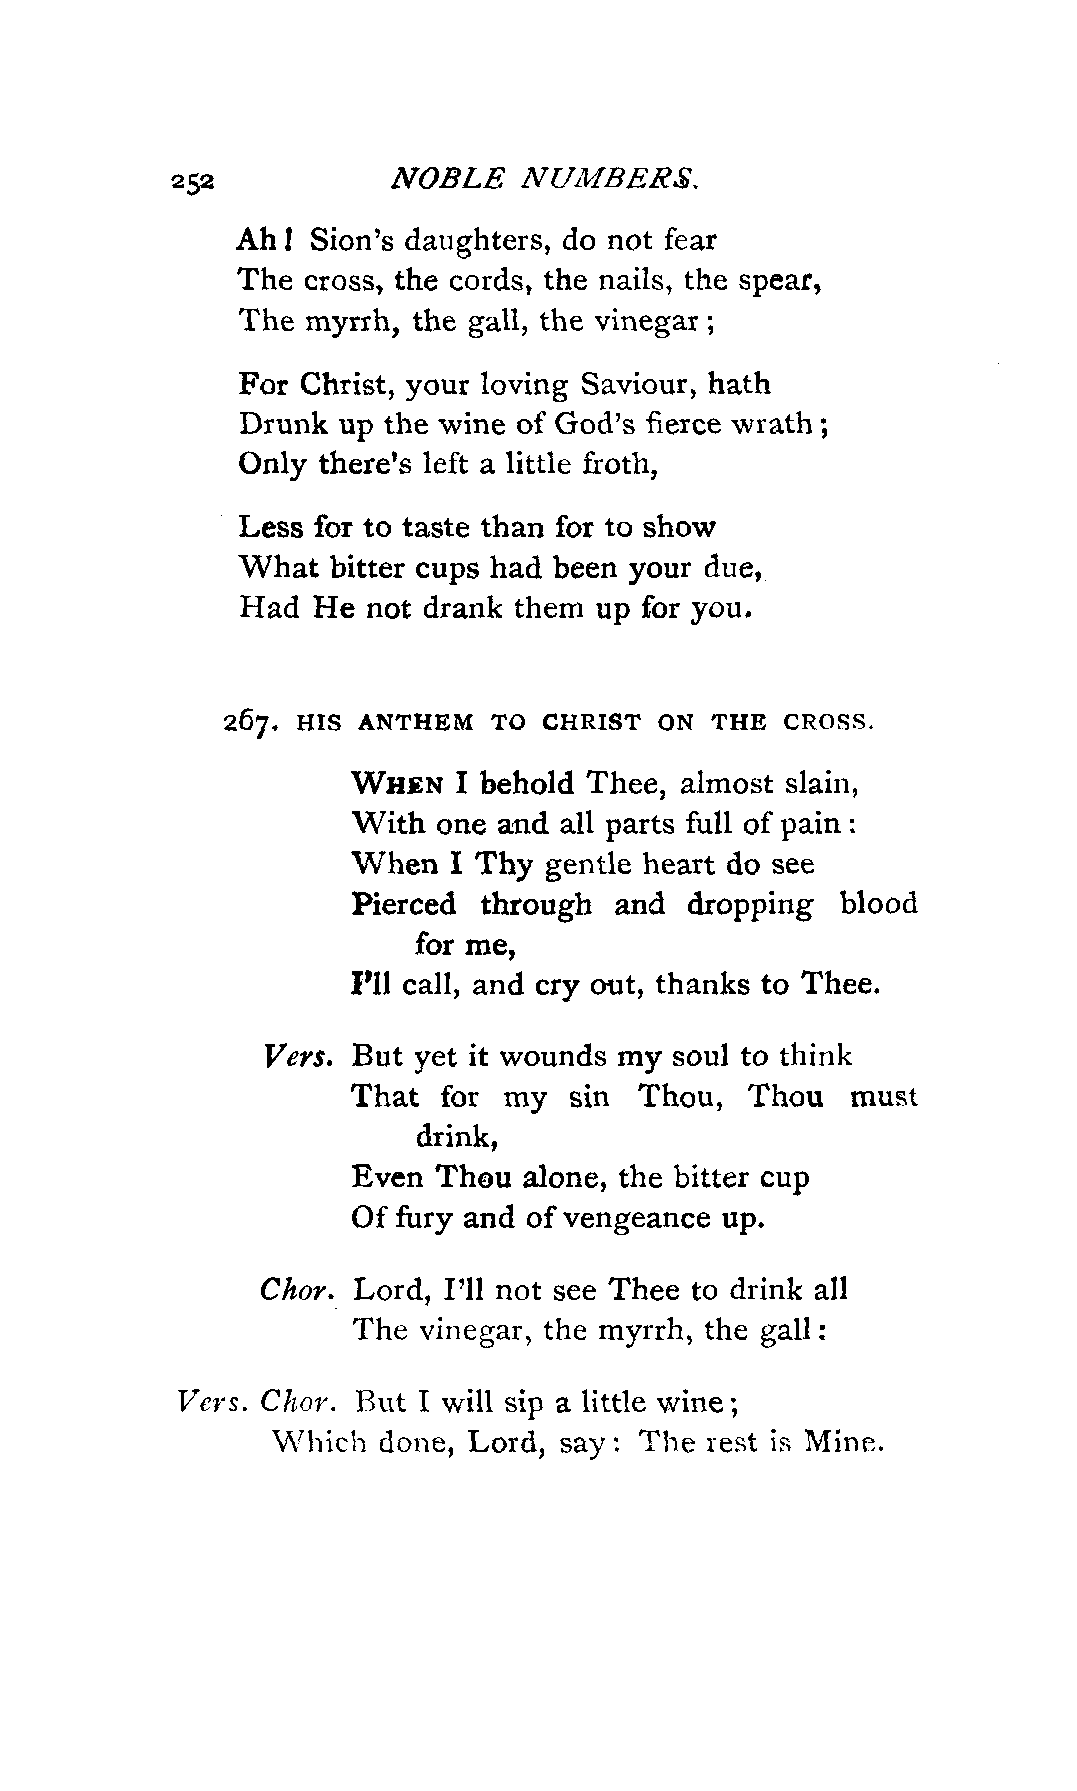 252 NOBLE NUMBERS.
Ah! Sion's daughters, do not fear
The cross, the cords, the nails, the spear,
The myrrh, the gall, the vinegar;
For Christ, your loving Saviour, hath
Drunk up the wine of God's fierce wrath;
Only there's left a little froth,
Less for to taste than for to show
What bitter cups had been your due,
Had He not drank them up for you.
267. HIS ANTHEM TO CHRIST ON THE CROSS.
WHEN I behold Thee, almost slain,
With one and all parts full of pain:
When I Thy gentle heart do see
Pierced through and dropping blood
for me,
I'll call, and cry out, thanks to Thee.
Vers. But yet it wounds my soul to think
That for my sin Thou, Thou must
drink,
Even Thou alone, the bitter cup
Of fury and of vengeance up.
Chor. Lord, I'll not see Thee to drink all
The vinegar, the myrrh, the gall:
Vers. Chor. But I will sip a little wine;
Which done, Lord, say: The rest is Mine.